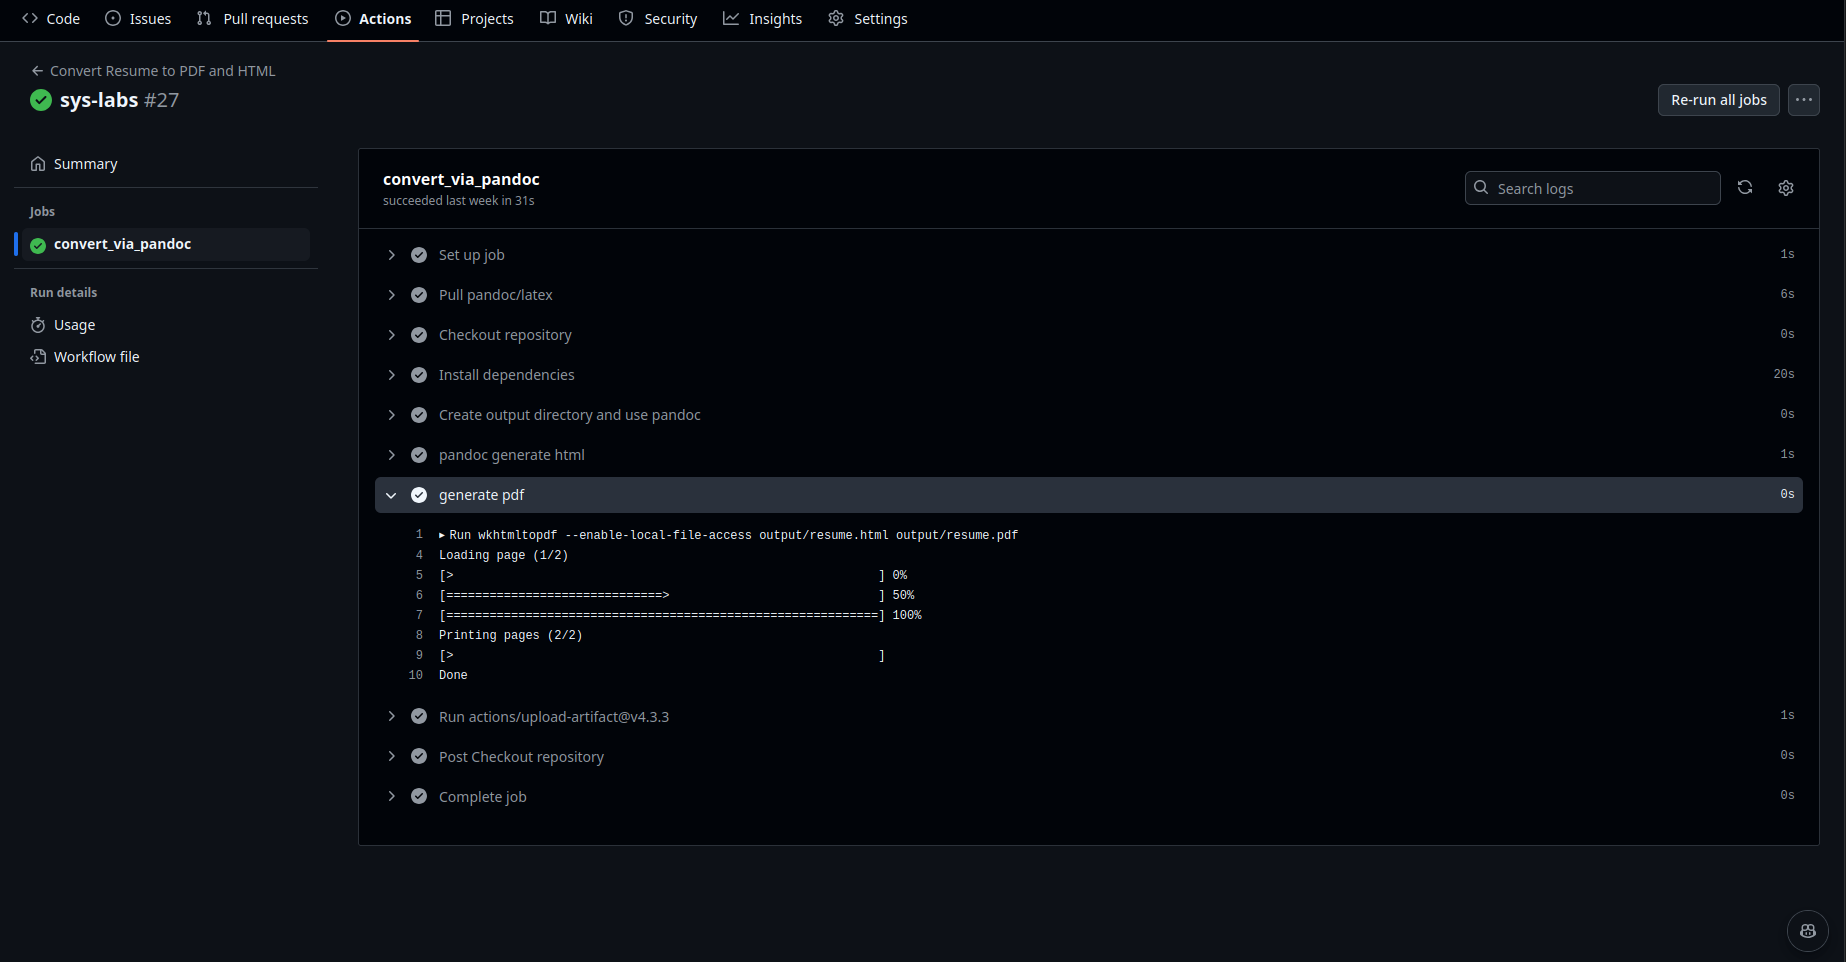 Code Issues Pull requests Actions Projects Wiki Security Insights Settings
Convert Resume to PDF and HTML
sys-labs #27
Re-run all jobs
Summary
Jobs
convert_via_pandoc
Run details
Usage
Workflow file
convert_via_pandoc
succeeded last week in 31s
Search logs
Set up job 1s
Pull pandoc/latex 6s
Checkout repository 0s
Install dependencies 20s
Create output directory and use pandoc 0s
pandoc generate html 1s
generate pdf 0s
1 ▸ Run wkhtmltopdf --enable-local-file-access output/resume.html output/resume.pdf
4 Loading page (1/2)
5 [>                                                           ] 0%
6 [==============================>                             ] 50%
7 [============================================================] 100%
8 Printing pages (2/2)
9 [>                                                           ]
10 Done
Run actions/upload-artifact@v4.3.3 1s
Post Checkout repository 0s
Complete job 0s